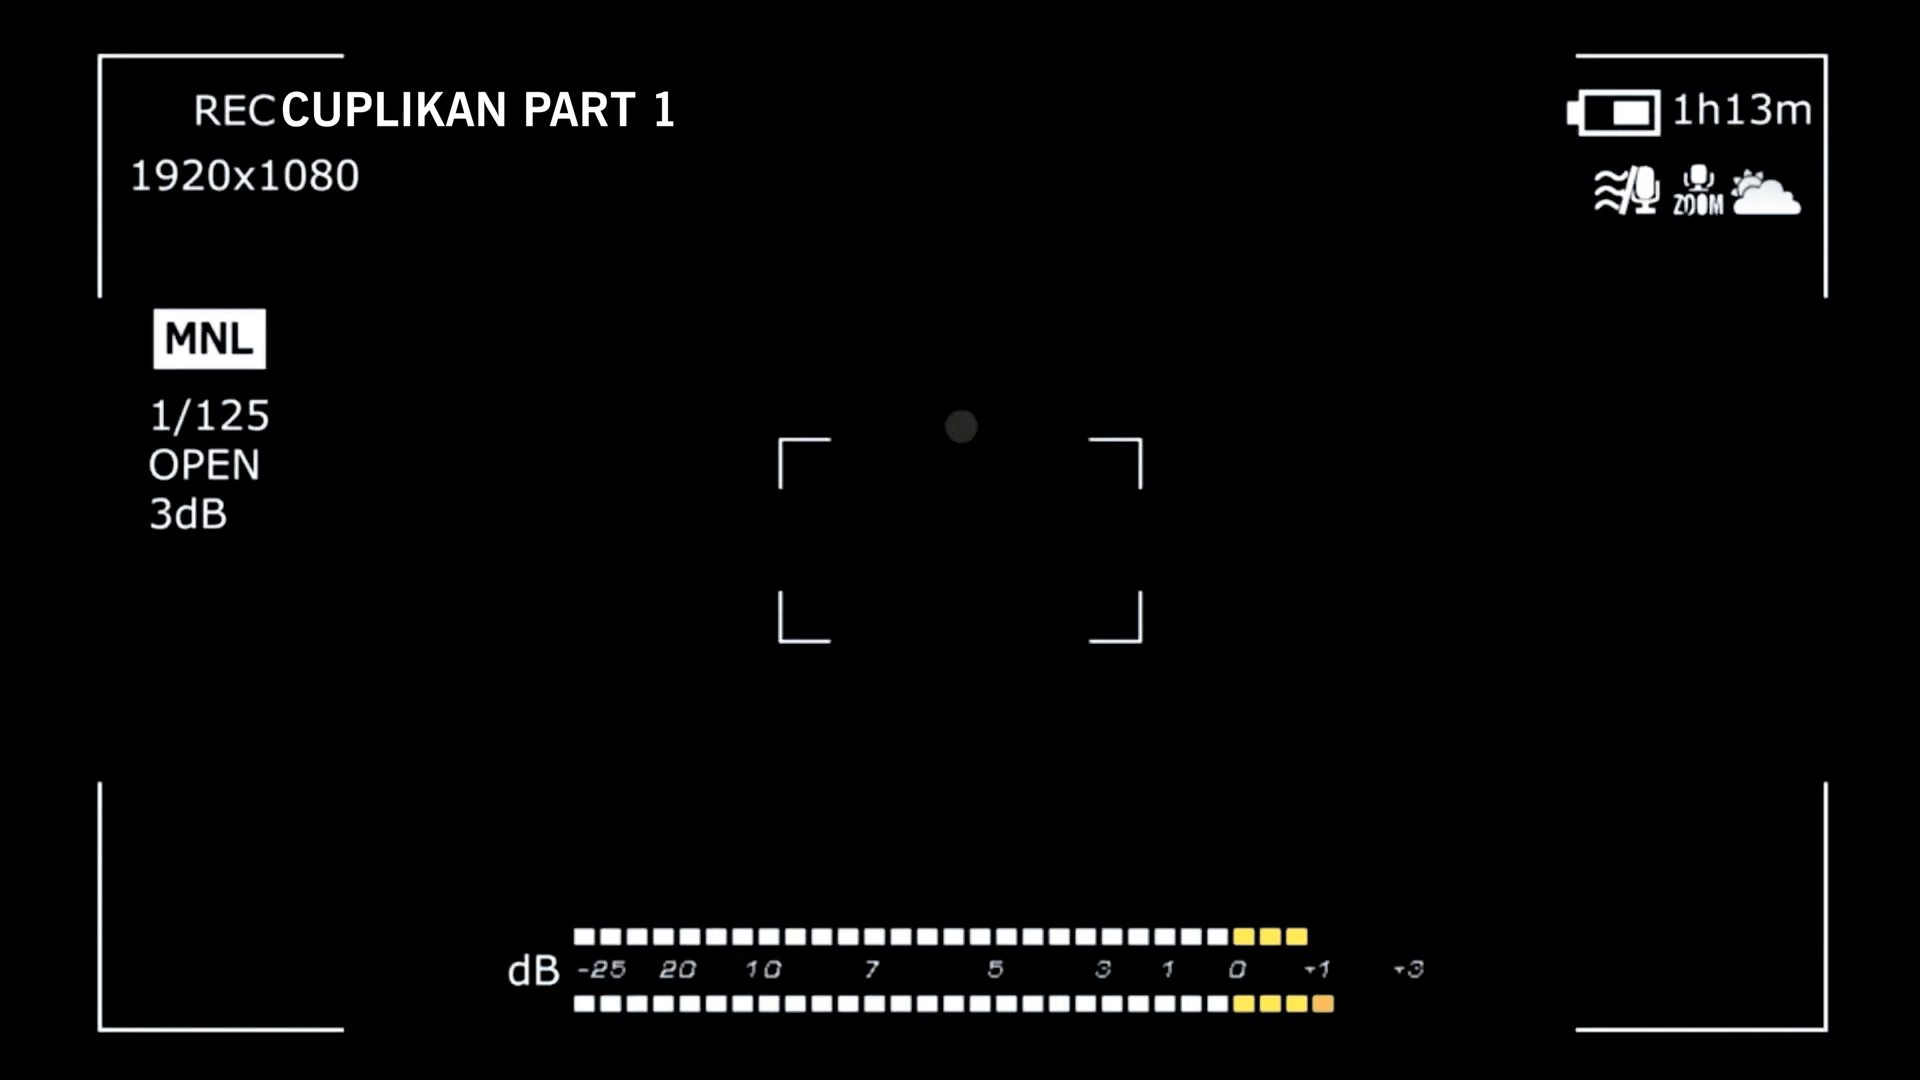 REC CUPLIKAN PART 1
1h13m
1920x1080
ZOOM
MNL
1/125
OPEN
3dB
dB -25 20 10 7 5 3 1 0 +1 +3